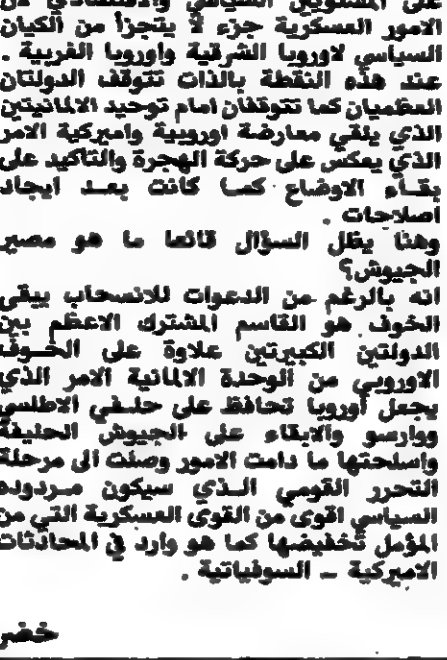 على المستويين السياسي والاقتصادي لان
الامور العسكرية جزء لا يتجزأ من الكيان
السياسي لاوروبا الشرقية واوروبا الغربية .
عند هذه النقطة بالذات تتوقف الدولتان
العظميان كما تتوقفان امام توحيد الالمانيتين
الذي يلقي معارضة اوروبية واميركية الامر
الذي يعكس على حركة الهجرة والتأكيد على
بقاء الاوضاع كما كانت بعد ايجاد
اصلاحات .
وهنا يظل السؤال قائما ما هو مصير
الجيوش؟
انه بالرغم من الدعوات للانسحاب يبقى
الخوف هو القاسم المشترك الاعظم بين
الدولتين الكبيرتين علاوة على الخوف
الاوروبي من الوحدة الالمانية الامر الذي
يجعل أوروبا تحافظ على حلفي الاطلسي
ووارسو والابقاء على الجيوش الحليفة
واسلحتها ما دامت الامور وصلت الى مرحلة
التحرر القومي الذي سيكون مردوده
السياسي اقوى من القوى العسكرية التي من
المؤمل تخفيضها كما هو وارد في المحادثات
الاميركية ــ السوفياتية .
خضر